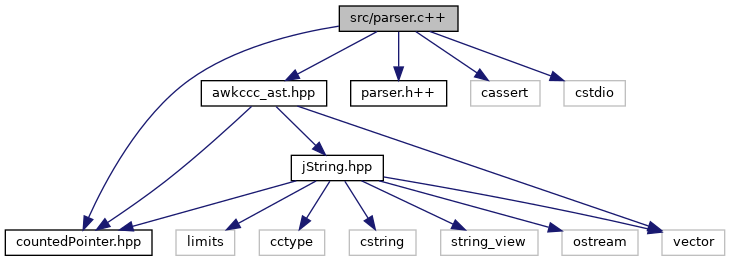 src/parser.c++
awkccc_ast.hpp
parser.h++
cassert
cstdio
jString.hpp
countedPointer.hpp
limits
cctype
cstring
string_view
ostream
vector